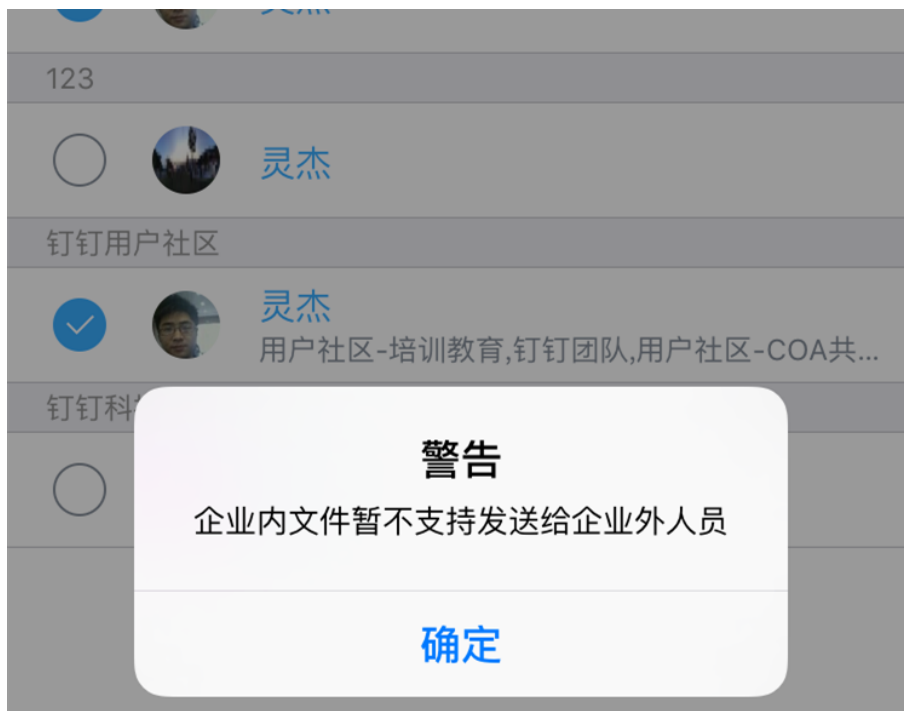 123
灵杰
钉钉用户社区
灵杰
用户社区-培训教育,钉钉团队,用户社区-COA共...
钉钉科
警告
企业内文件暂不支持发送给企业外人员
确定